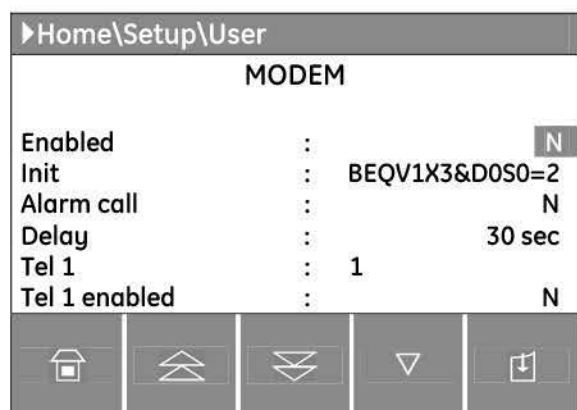 Home\Setup\User
MODEM
Enabled : N
Init : BEQV1X3&D0S0=2
Alarm call : N
Delay : 30 sec
Tel 1 : 1
Tel 1 enabled : N